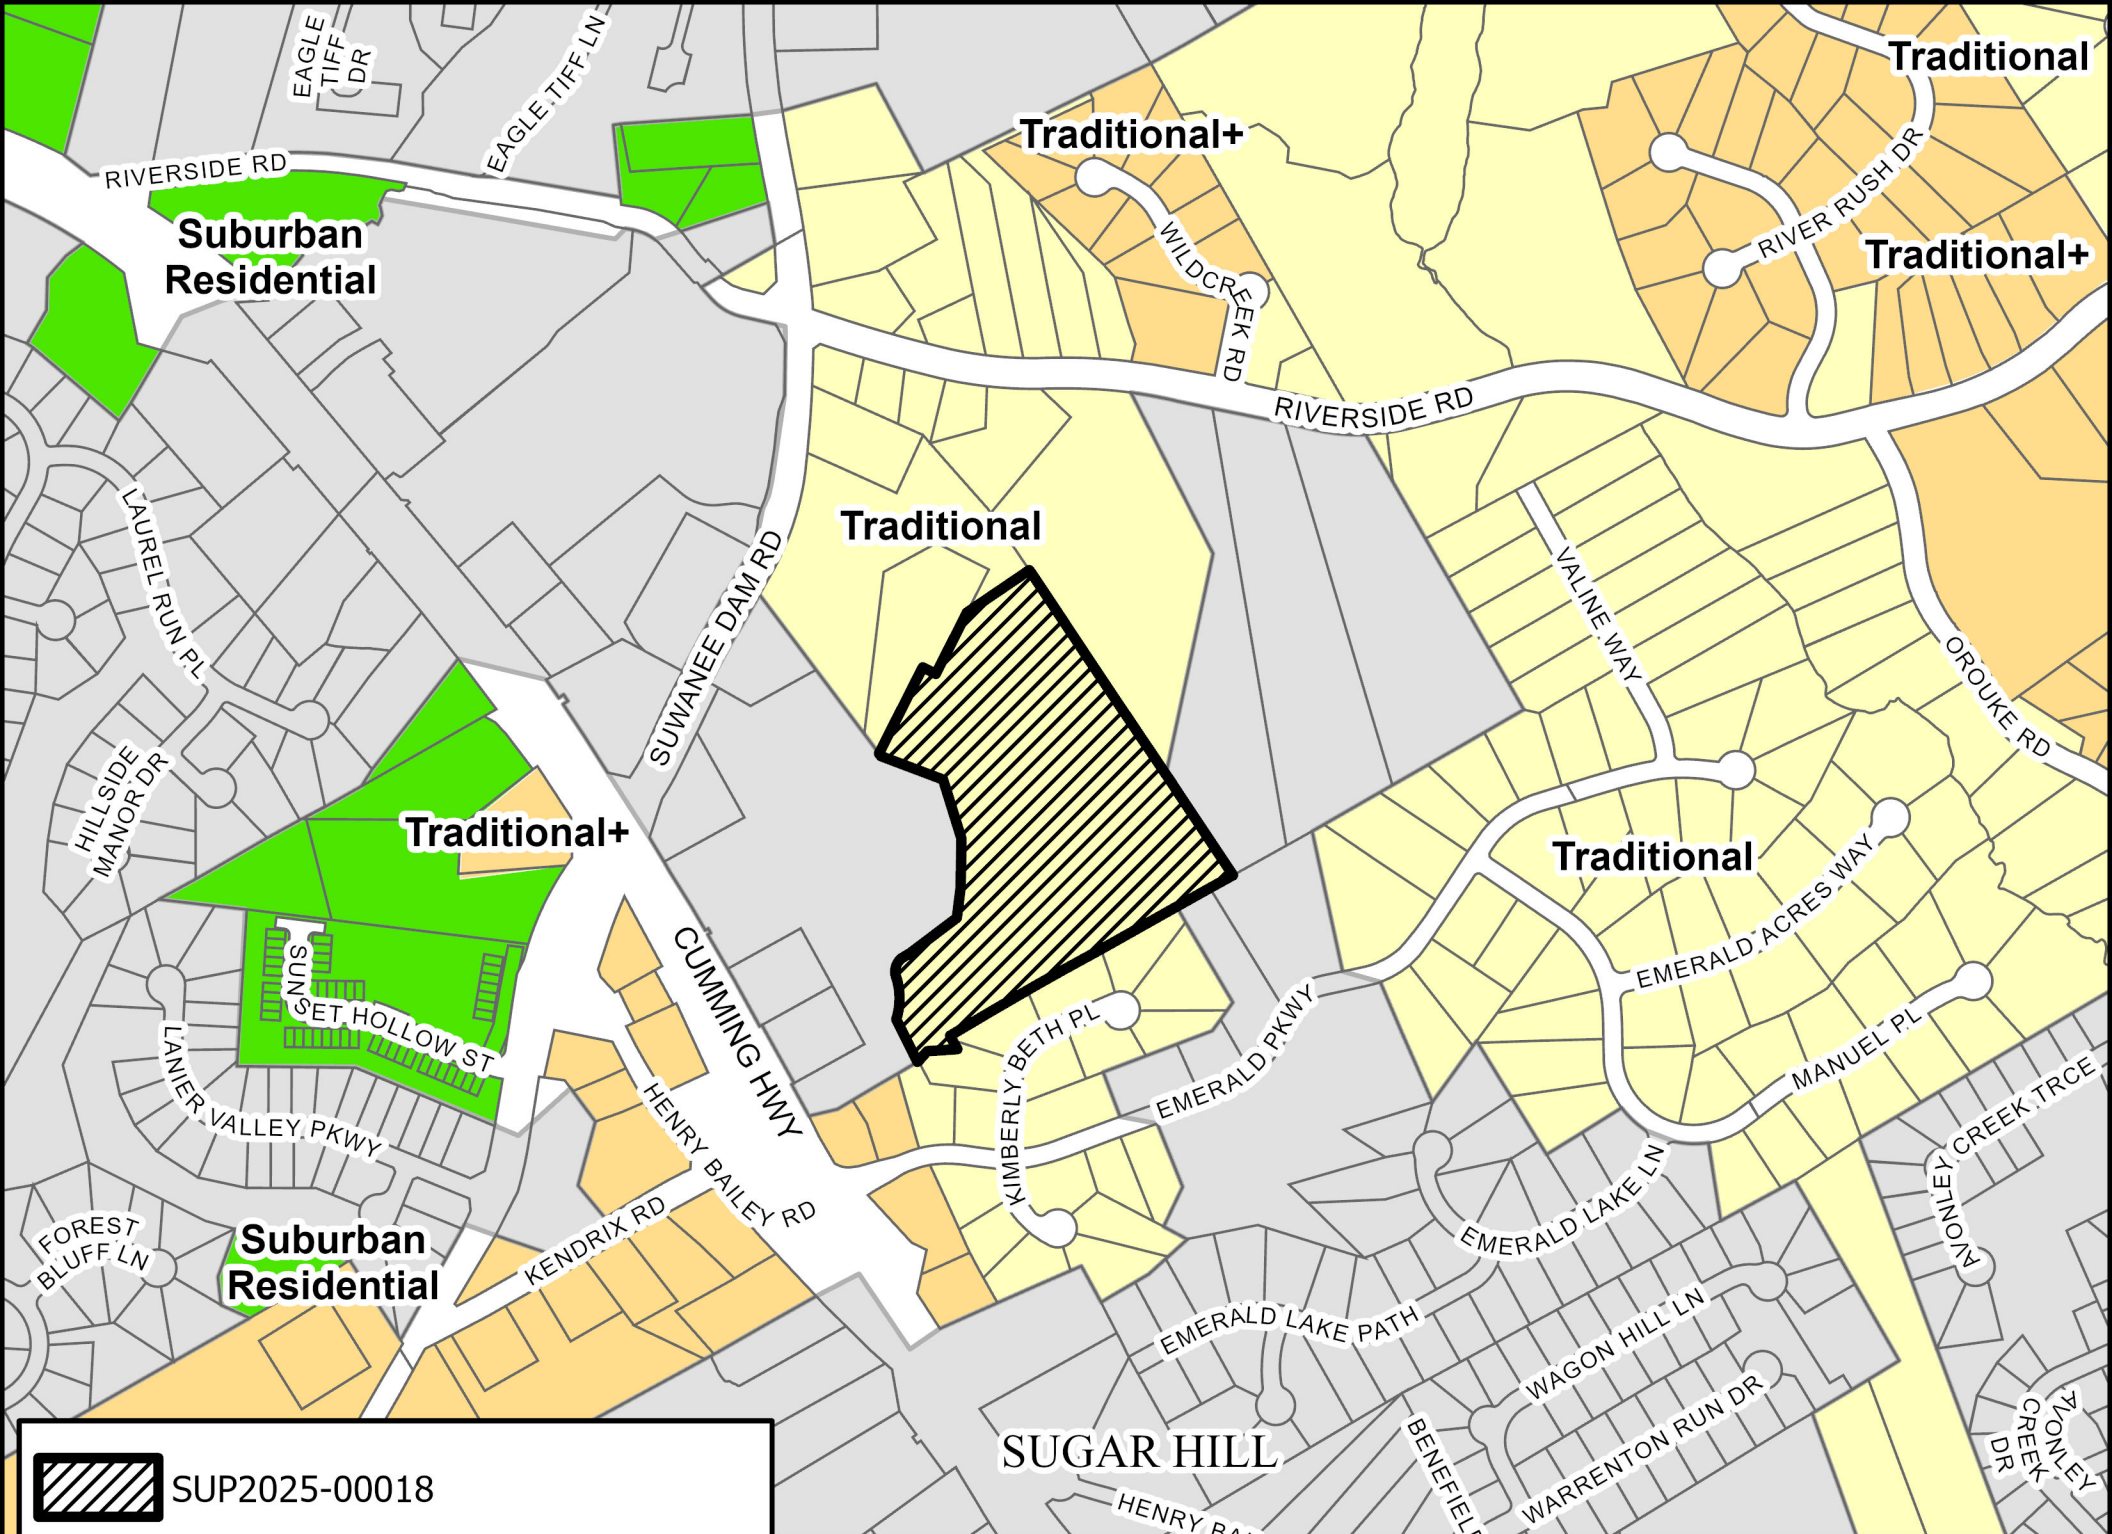 EAGLE
TIFF
DR
EAGLE TIFF LN
Traditional
Traditional+
RIVERSIDE RD
RIVER RUSH DR
Suburban
Residential
WILDCREEK RD
Traditional+
RIVERSIDE RD
LAUREL RUN PL
Traditional
SUWANEE DAM RD
VALINE WAY
OROUKE RD
HILLSIDE
MANOR DR
Traditional+
Traditional
EMERALD ACRES WAY
SUNSET HOLLOW ST
CUMMING HWY
KIMBERLY BETH PL
EMERALD PKWY
MANUEL PL
LANIER VALLEY PKWY
HENRY BAILEY RD
AVONLEY CREEK TRCE
EMERALD LAKE LN
FOREST
BLUFF LN
Suburban
Residential
KENDRIX RD
EMERALD LAKE PATH
WAGON HILL LN
WARRENTON RUN DR
AVONLEY
CREEK
DR
SUGAR HILL
SUP2025-00018